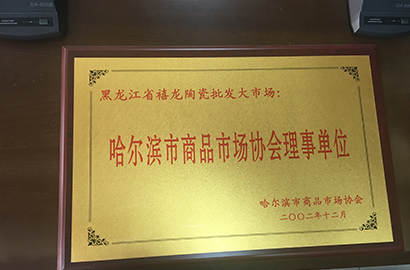 黑龙江省禧龙陶瓷批发大市场:
哈尔滨市商品市场协会理事单位
哈尔滨市商品市场协会
二〇〇二年十二月